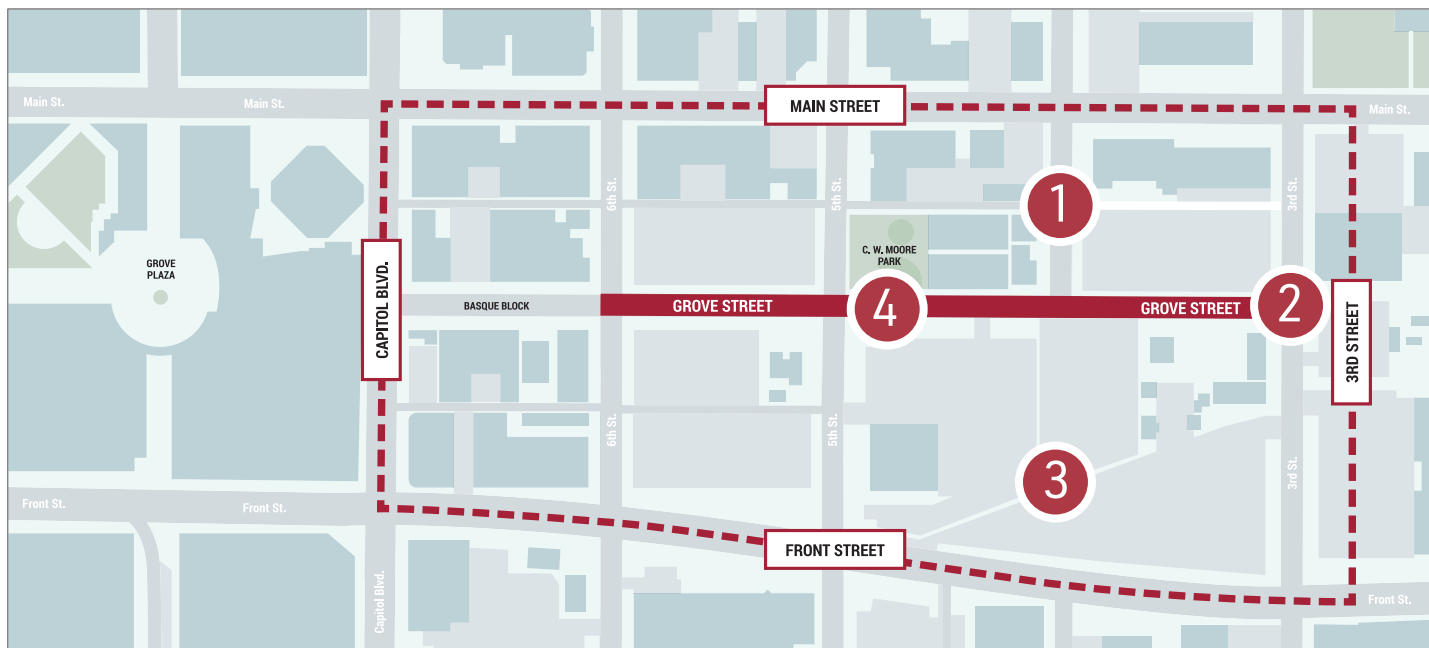 MAIN STREET
Main St.
Main St.
Main St.
6th St.
5th St.
3rd St.
1
C. W. MOORE
PARK
GROVE
PLAZA
CAPITOL BLVD.
BASQUE BLOCK
GROVE STREET
4
GROVE STREET
2
3RD STREET
6th St.
5th St.
3rd St.
3
Front St.
Front St.
FRONT STREET
Capitol Blvd.
Front St.